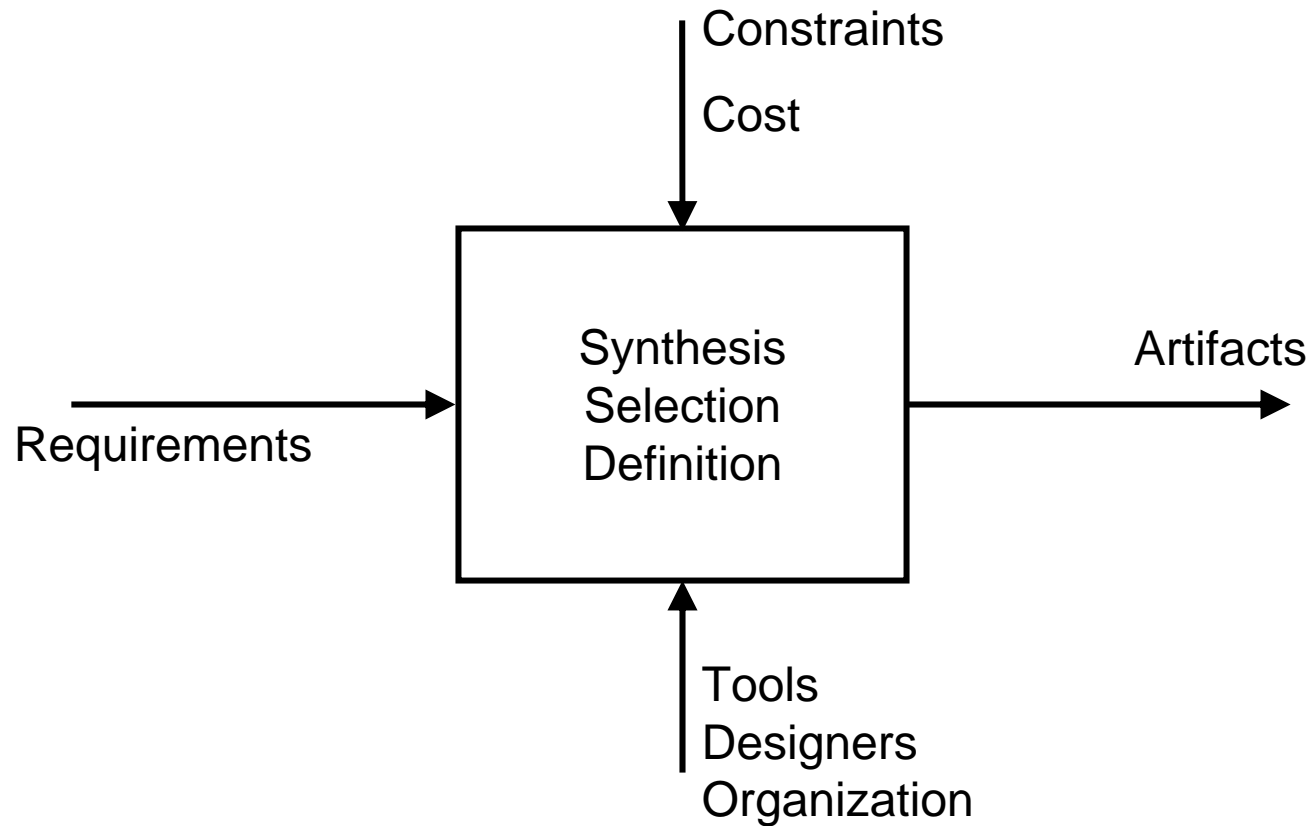 Constraints
Cost
Synthesis
Selection
Definition
Artifacts
Requirements
Tools
Designers
Organization